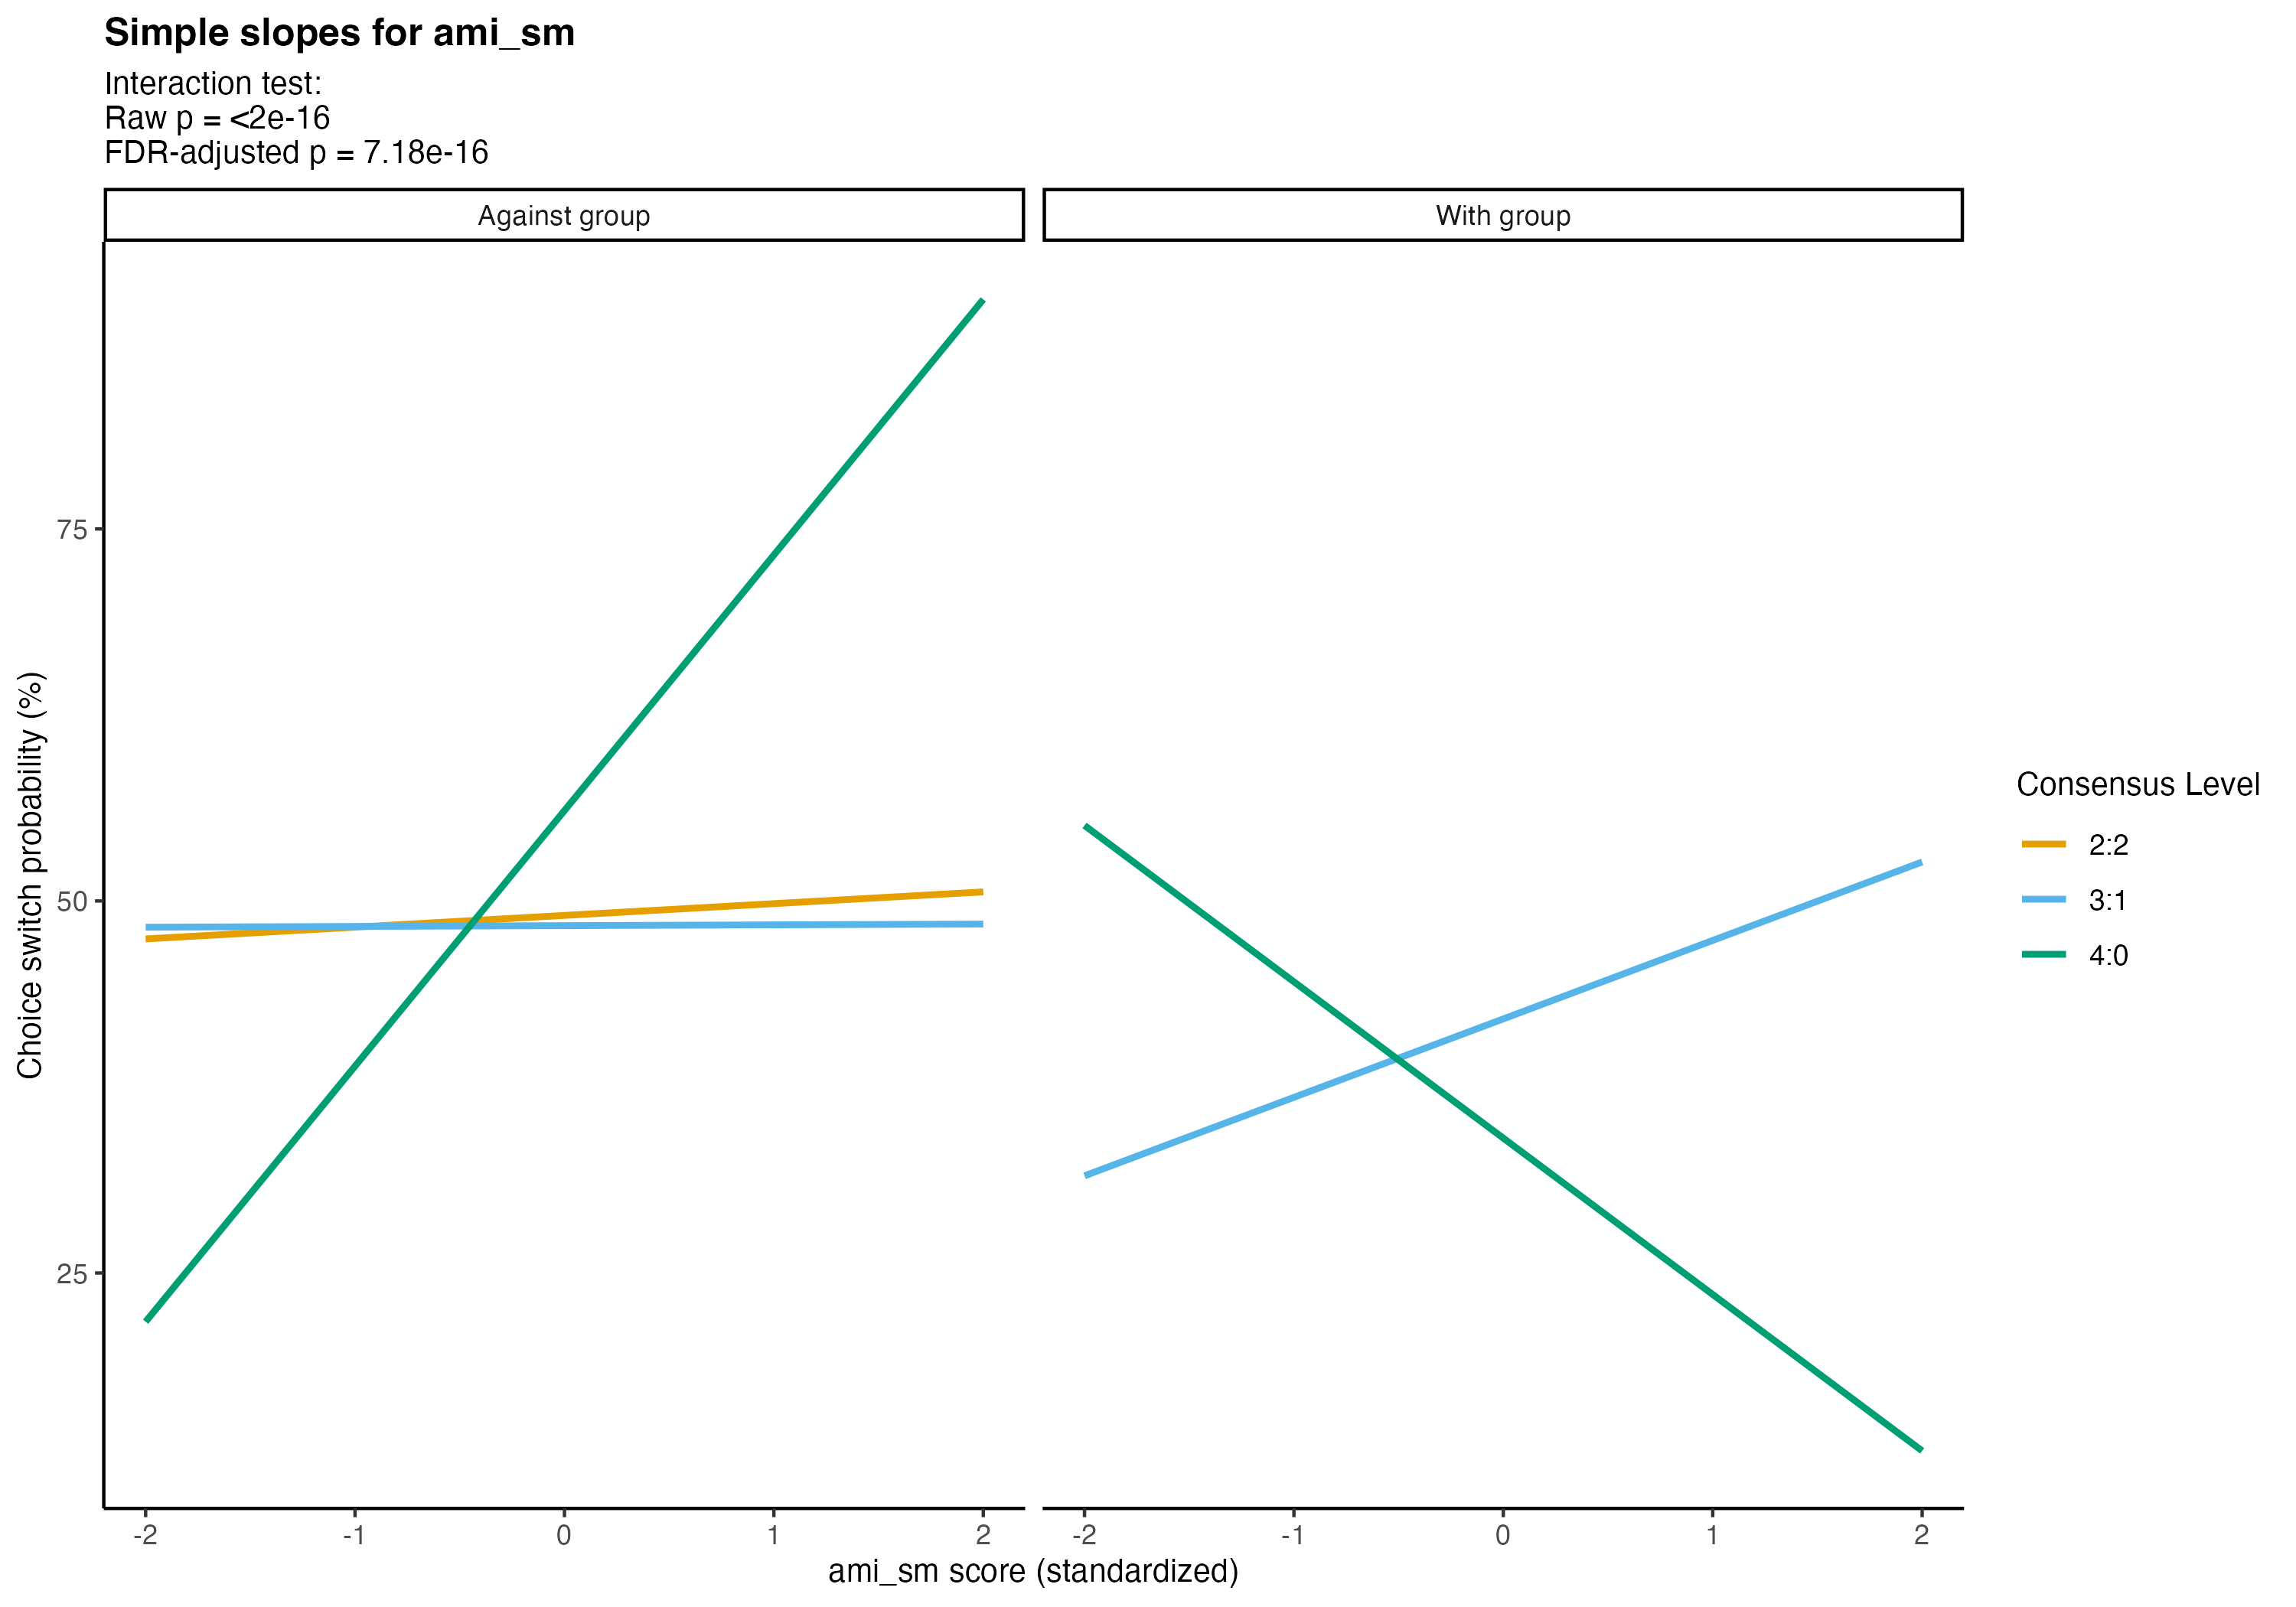 Simple slopes for ami_sm
Interaction test:
Raw p = <2e-16
FDR-adjusted p = 7.18e-16
Against group
With group
Choice switch probability (%)
75
50
25
-2
-1
0
1
2
-2
-1
0
1
2
ami_sm score (standardized)
Consensus Level
2:2
3:1
4:0